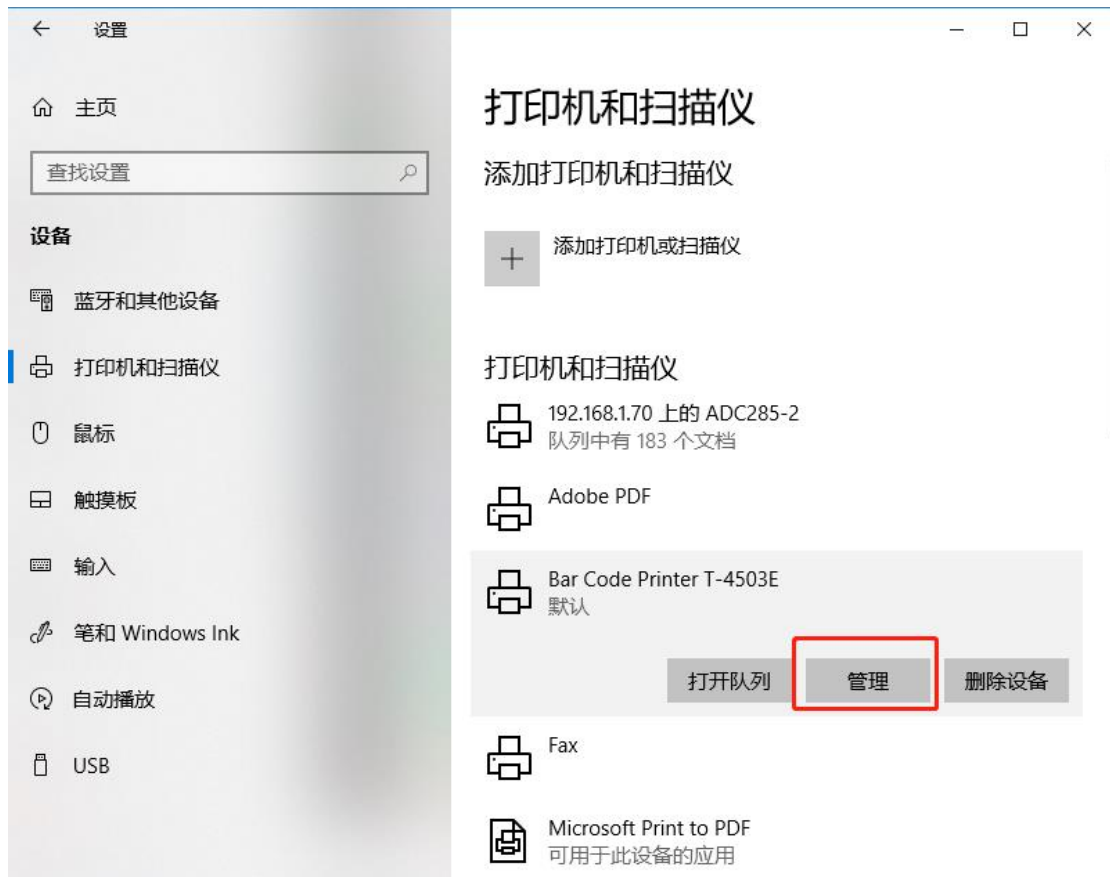 设置
主页
查找设置
设备
蓝牙和其他设备
打印机和扫描仪
鼠标
触摸板
输入
笔和 Windows Ink
自动播放
USB
打印机和扫描仪
添加打印机和扫描仪
添加打印机或扫描仪
打印机和扫描仪
192.168.1.70 上的 ADC285-2
队列中有 183 个文档
Adobe PDF
Bar Code Printer T-4503E
默认
打开队列 管理 删除设备
Fax
Microsoft Print to PDF
可用于此设备的应用